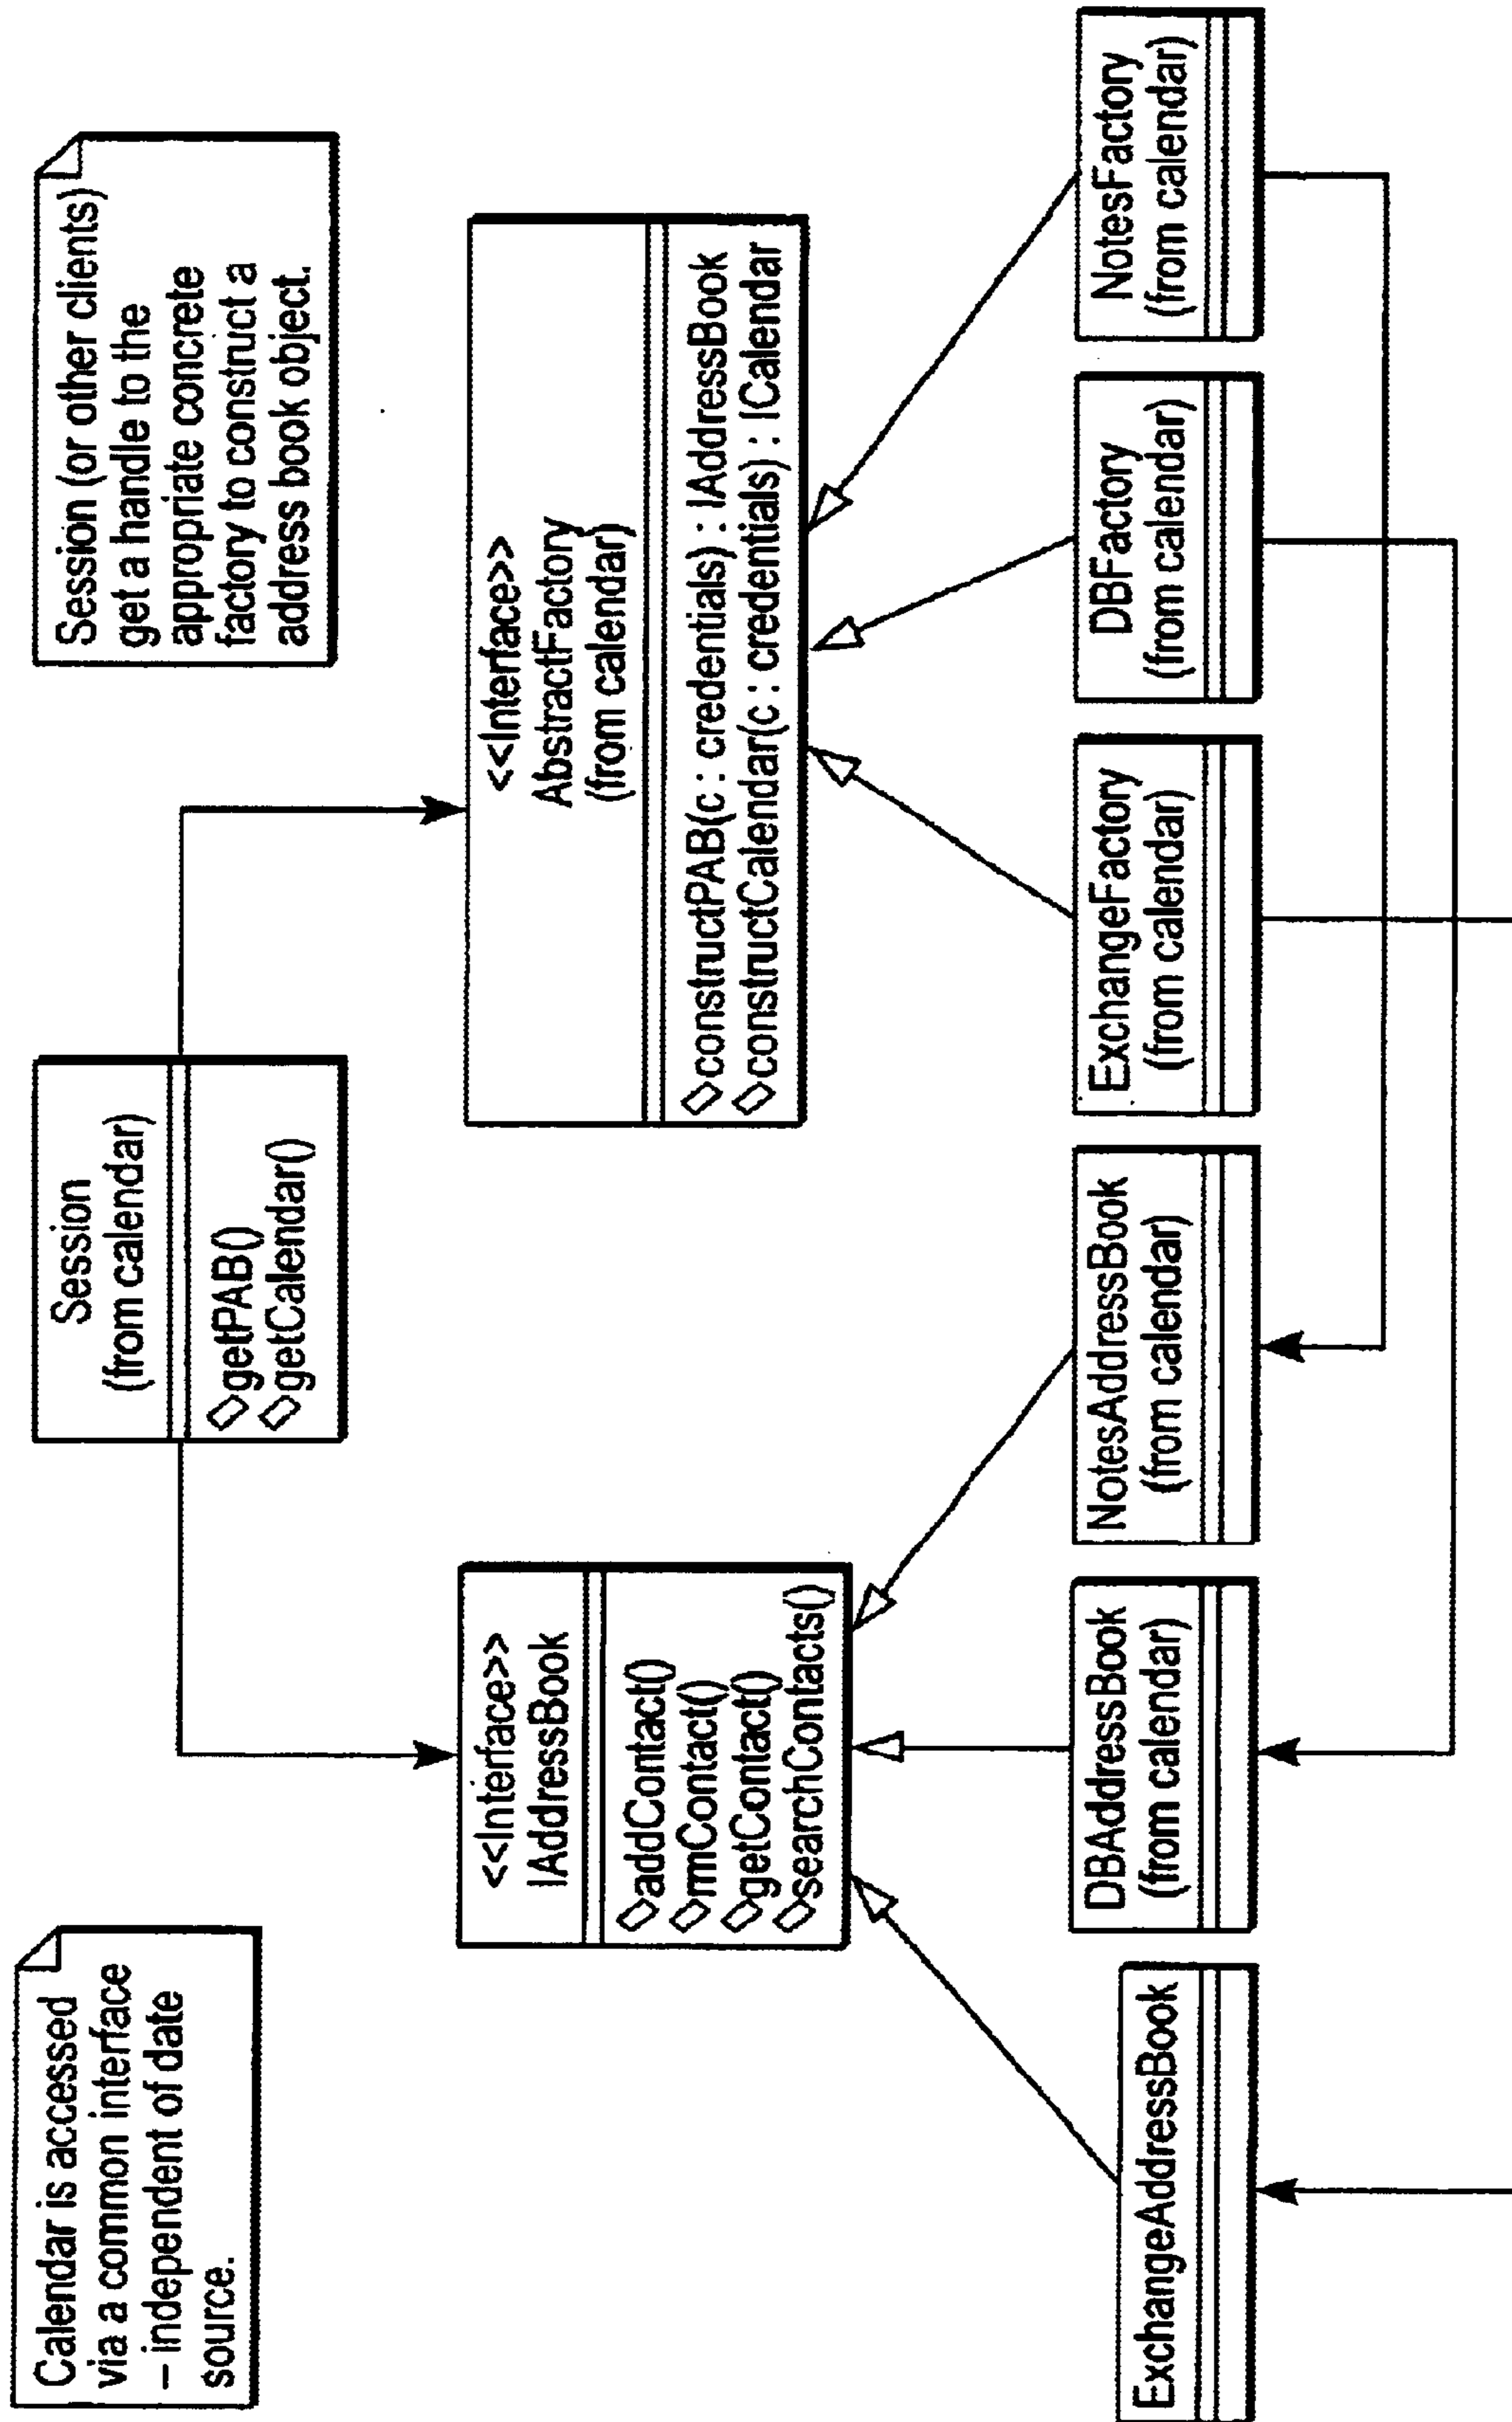 Calendar is accessed
via a common interface
– independent of date
source.
Session
(from calendar)
getPAB()
getCalendar()
Session (or other clients)
get a handle to the
appropriate concrete
factory to construct a
address book object.
<<Interface>>
IAddressBook
addContact()
rmContact()
getContact()
searchContacts()
<<Interface>>
AbstractFactory
(from calendar)
constructPAB(c : credentials) : IAddressBook
constructCalendar(c : credentials) : ICalendar
ExchangeAddressBook
DBAddressBook
(from calendar)
NotesAddressBook
(from calendar)
ExchangeFactory
(from calendar)
DBFactory
(from calendar)
NotesFactory
(from calendar)